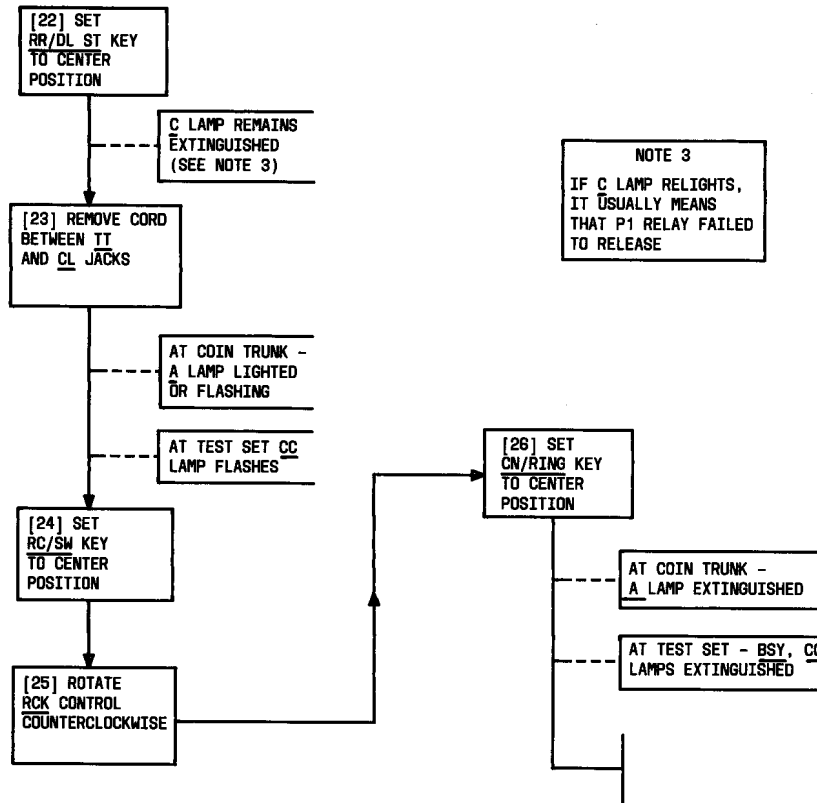 [22] SET
RR/DL ST KEY
TO CENTER
POSITION
C LAMP REMAINS
EXTINGUISHED
(SEE NOTE 3)
NOTE 3
IF C LAMP RELIGHTS,
IT USUALLY MEANS
THAT P1 RELAY FAILED
TO RELEASE
[23] REMOVE CORD
BETWEEN TT
AND CL JACKS
AT COIN TRUNK -
A LAMP LIGHTED
OR FLASHING
AT TEST SET CC
LAMP FLASHES
[24] SET
RC/SW KEY
TO CENTER
POSITION
[25] ROTATE
RCK CONTROL
COUNTERCLOCKWISE
[26] SET
CN/RING KEY
TO CENTER
POSITION
AT COIN TRUNK -
A LAMP EXTINGUISHED
AT TEST SET - BSY, CC
LAMPS EXTINGUISHED